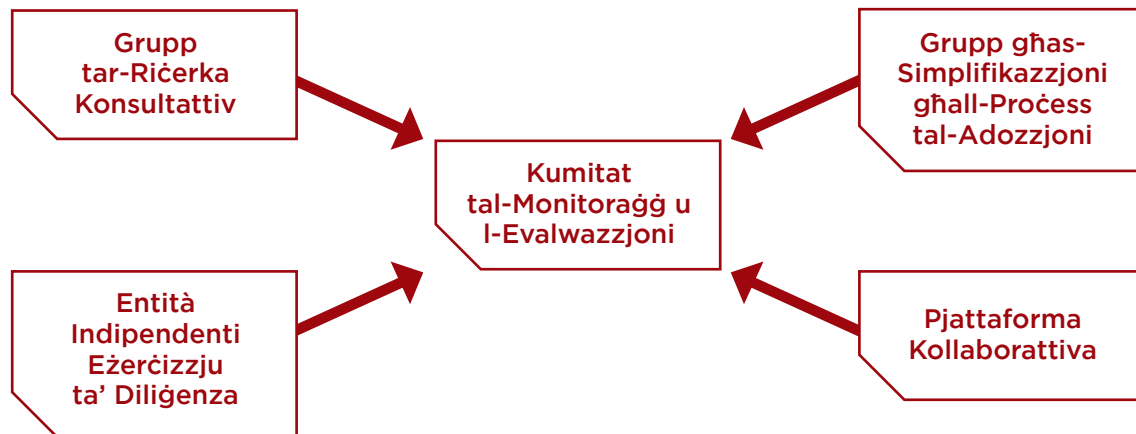 Grupp
tar-Riċerka
Konsultattiv
Grupp għas-
Simplifikazzjoni
għall-Proċess
tal-Adozzjoni
Kumitat
tal-Monitoraġġ u
l-Evalwazzjoni
Entità
Indipendenti
Eżerċizzju
ta’ Diliġenza
Pjattaforma
Kollaborattiva